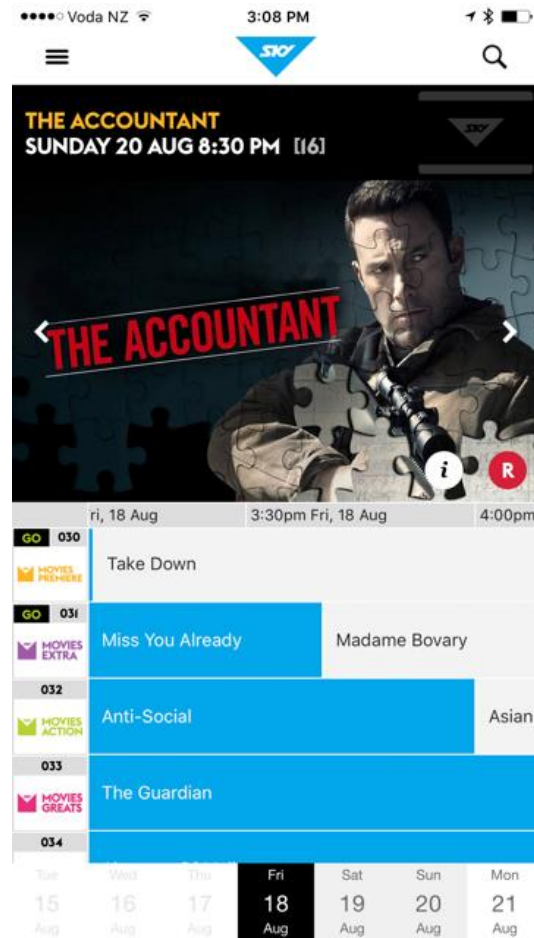 Voda NZ 3:08 PM
sky
THE ACCOUNTANT
SUNDAY 20 AUG 8:30 PM [16]
sky
THE ACCOUNTANT
i R
ri, 18 Aug 3:30pm Fri, 18 Aug 4:00pm
GO 030
MOVIES
PREMIERE
Take Down
GO 031
MOVIES
EXTRA
Miss You Already Madame Bovary
032
MOVIES
ACTION
Anti-Social Asian
033
MOVIES
GREATS
The Guardian
034
Tue Wed Thu Fri Sat Sun Mon
15 16 17 18 19 20 21
Aug Aug Aug Aug Aug Aug Aug